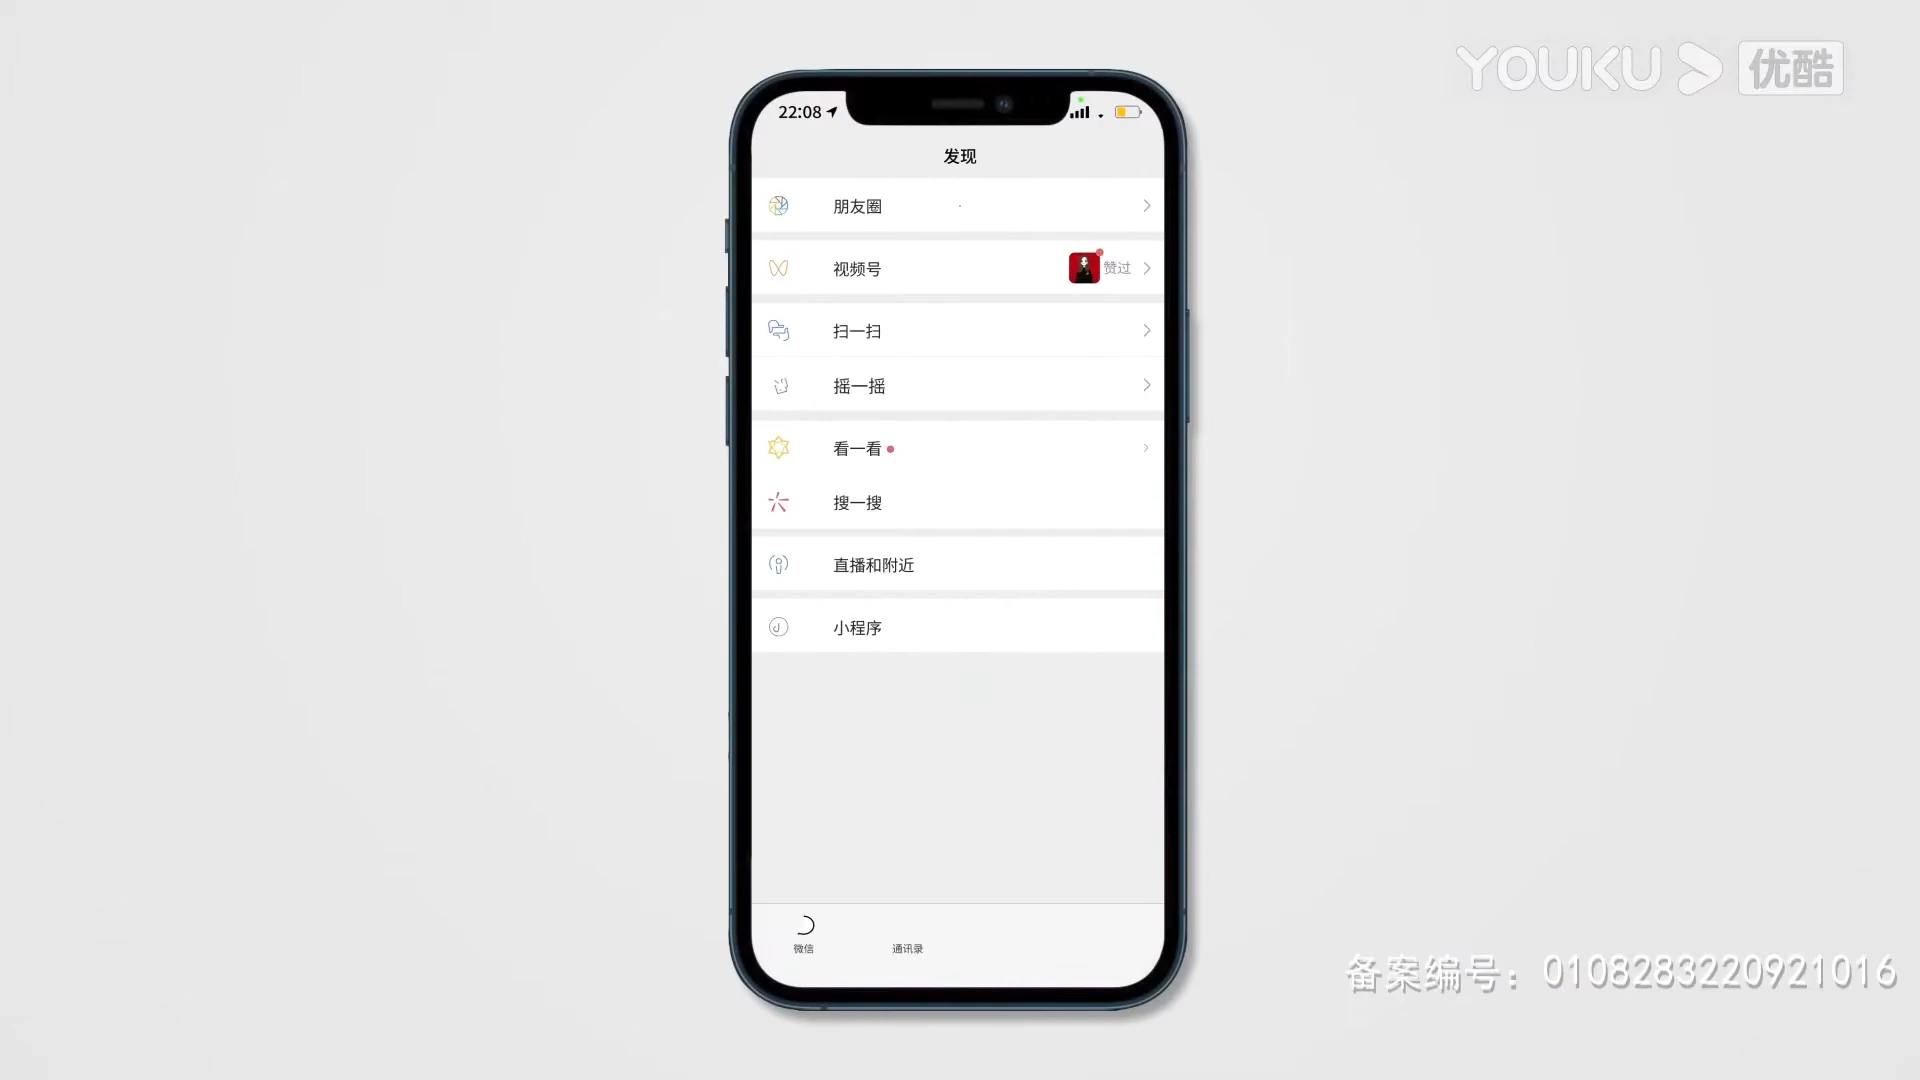 YOUKU 优酷
22:08
发现
朋友圈
视频号
赞过
扫一扫
摇一摇
看一看
搜一搜
直播和附近
小程序
微信
通讯录
备案编号：0108283220921016